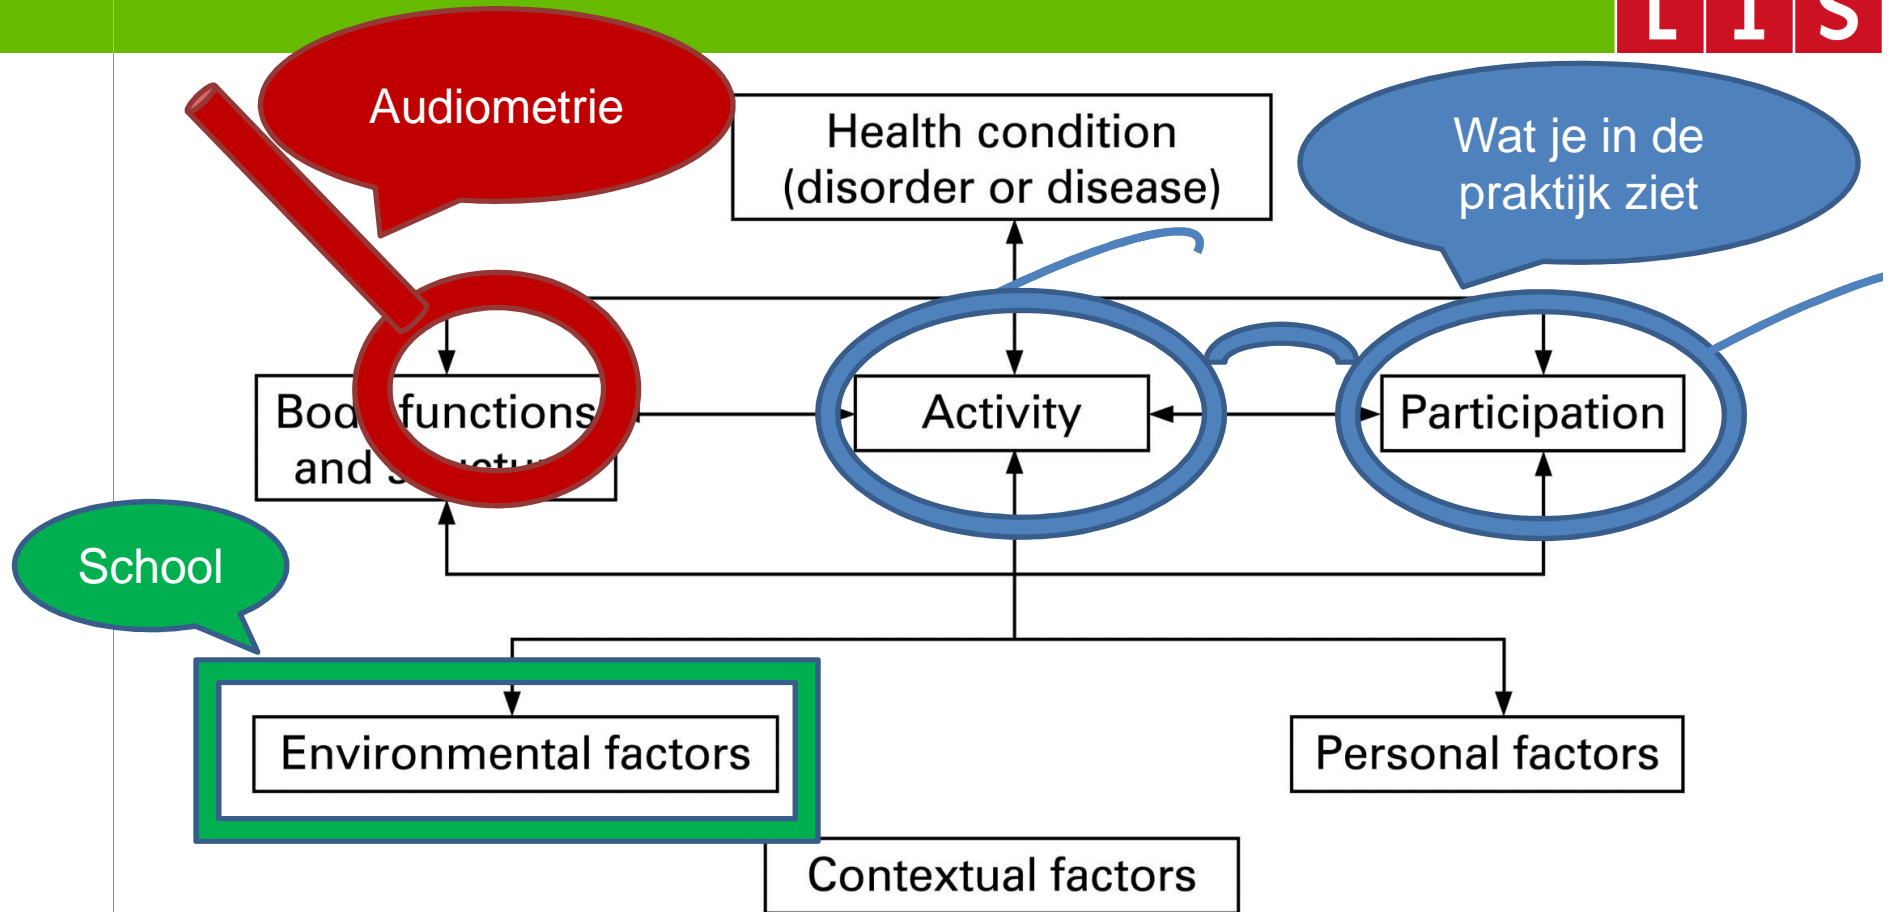 L I S
Audiometrie
Health condition
(disorder or disease)
Wat je in de
praktijk ziet
functions
and
Activity
Participation
School
Environmental factors
Personal factors
Contextual factors